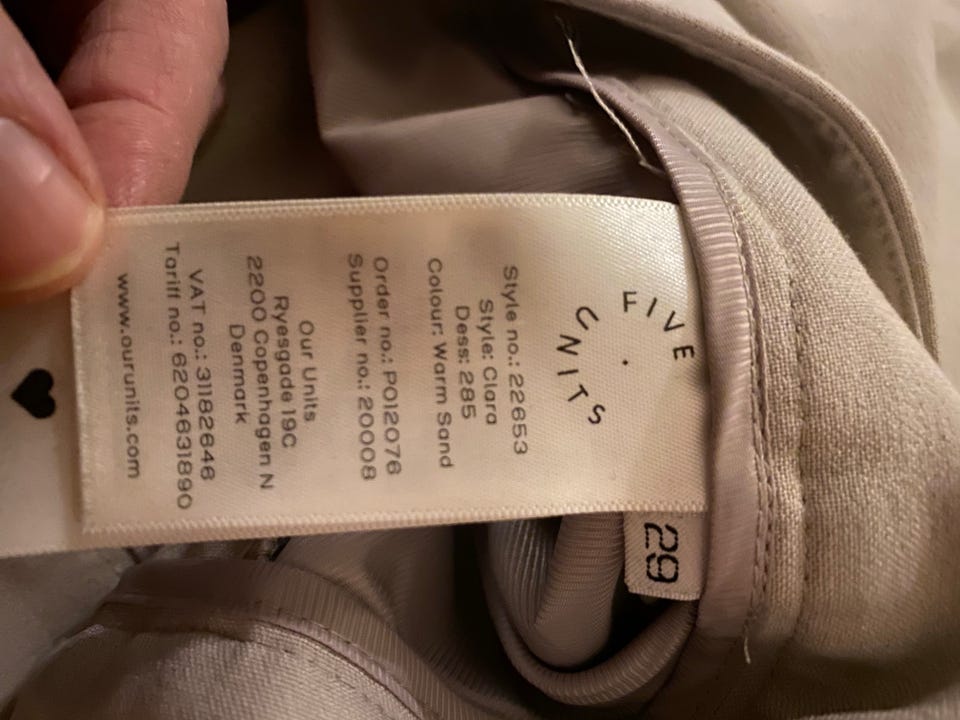 FIVE
UNITS
Style no.: 22653
Style: Clara
Dess: 285
Colour: Warm Sand
Order no.: PO12076
Supplier no.: 20008
Our Units
Ryesgade 19C
2200 Copenhagen N
Denmark
VAT no.: 31182646
Tariff no.: 6204631890
www.ourunits.com
29